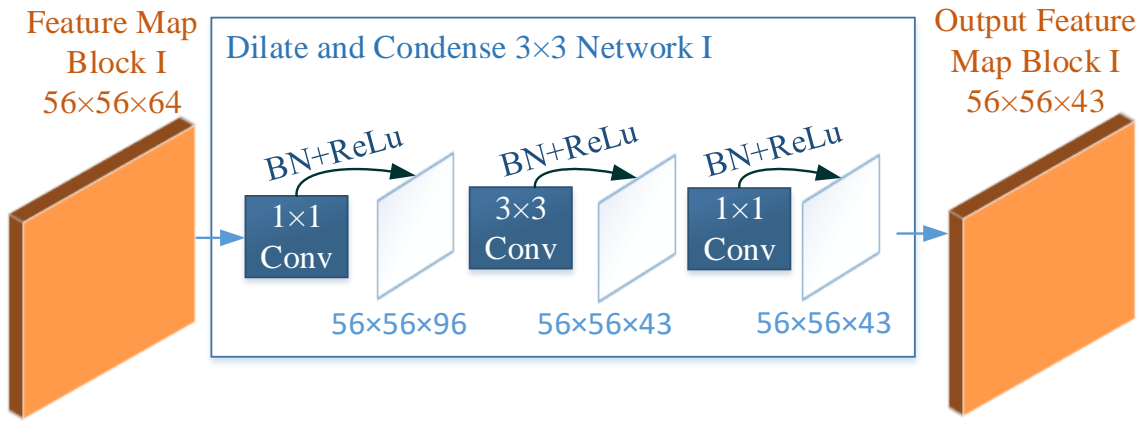 Feature Map
Block I
56×56×64
Dilate and Condense 3×3 Network I
BN+ReLu
1×1
Conv
56×56×96
BN+ReLu
3×3
Conv
56×56×43
BN+ReLu
1×1
Conv
56×56×43
Output Feature
Map Block I
56×56×43